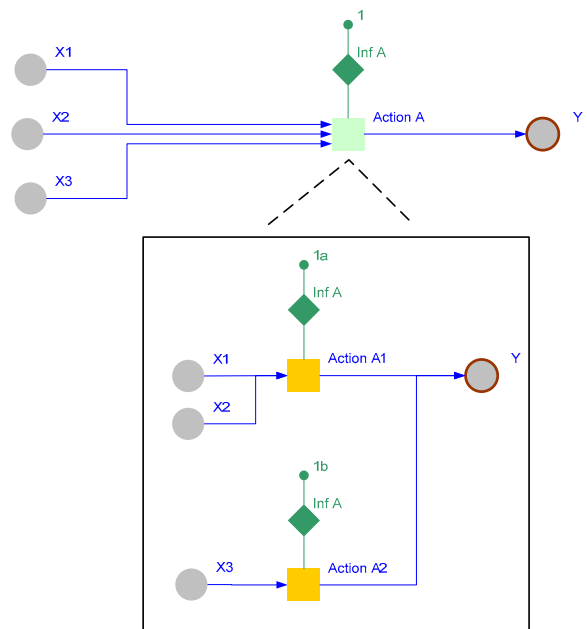 1
X1
Inf A
X2
Action A
Y
X3
1a
Inf A
X1
Action A1
Y
X2
1b
Inf A
X3
Action A2